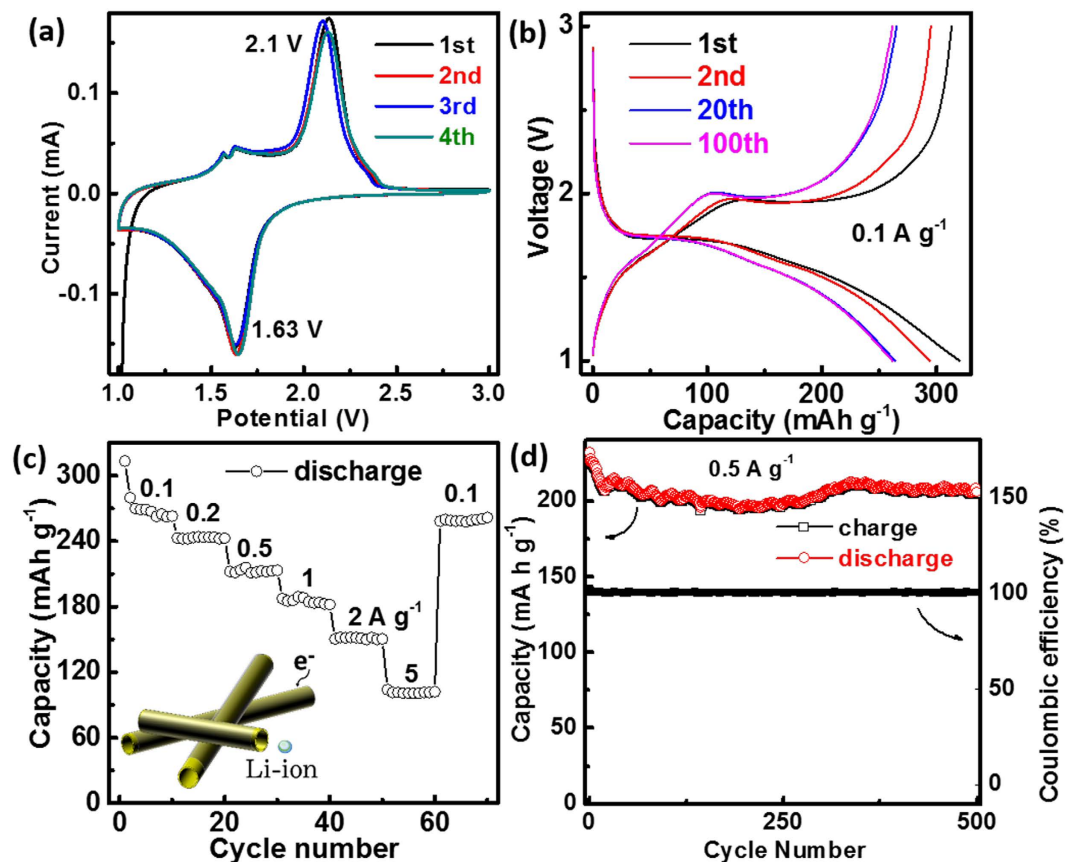 (a)
2.1 V
1st
2nd
3rd
4th
1.63 V
0.1
0.0
-0.1
Current (mA)
1.0 1.5 2.0 2.5 3.0
Potential (V)
(b)
1st
2nd
20th
100th
0.1 A g⁻¹
3
2
1
Voltage (V)
0 100 200 300
Capacity (mAh g⁻¹)
(c)
discharge
0.1
0.2
0.5
1
2 A g⁻¹
5
0.1
e⁻
Li-ion
300
240
180
120
60
0
Capacity (mAh g⁻¹)
0 20 40 60
Cycle number
(d)
0.5 A g⁻¹
charge
discharge
225
200
175
150
125
100
75
50
25
0
Capacity (mA h g⁻¹)
150
100
50
0
Coulombic efficiency (%)
0 250 500
Cycle Number